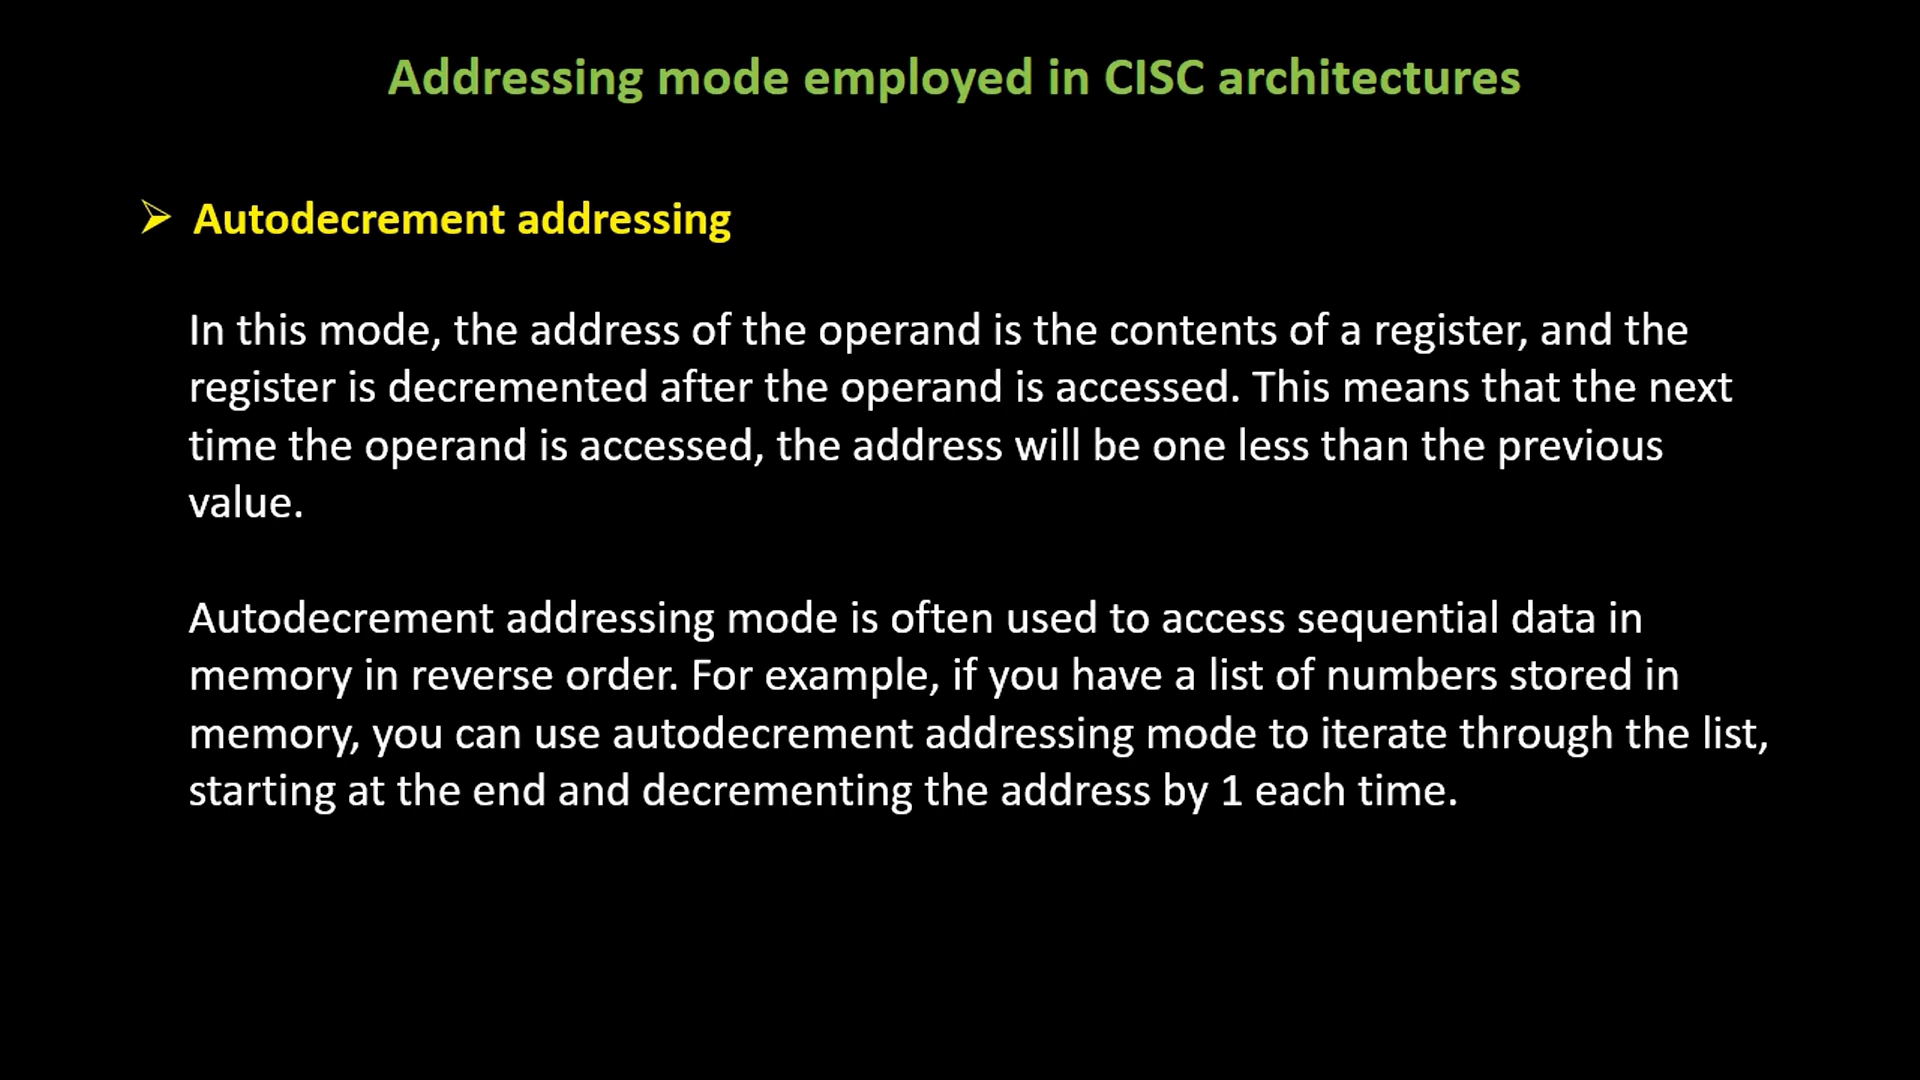 Addressing mode employed in CISC architectures
➢ Autodecrement addressing
In this mode, the address of the operand is the contents of a register, and the
register is decremented after the operand is accessed. This means that the next
time the operand is accessed, the address will be one less than the previous
value.
Autodecrement addressing mode is often used to access sequential data in
memory in reverse order. For example, if you have a list of numbers stored in
memory, you can use autodecrement addressing mode to iterate through the list,
starting at the end and decrementing the address by 1 each time.